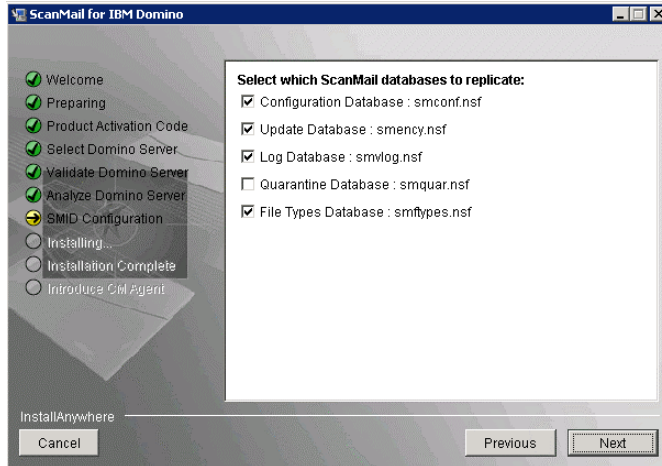 ScanMail for IBM Domino
Welcome
Preparing
Product Activation Code
Select Domino Server
Validate Domino Server
Analyze Domino Server
SMID Configuration
Installing...
Installation Complete
Introduce CM Agent
Select which ScanMail databases to replicate:
Configuration Database : smconf.nsf
Update Database : smency.nsf
Log Database : smvlog.nsf
Quarantine Database : smquar.nsf
File Types Database : smftypes.nsf
InstallAnywhere
Cancel
Previous
Next